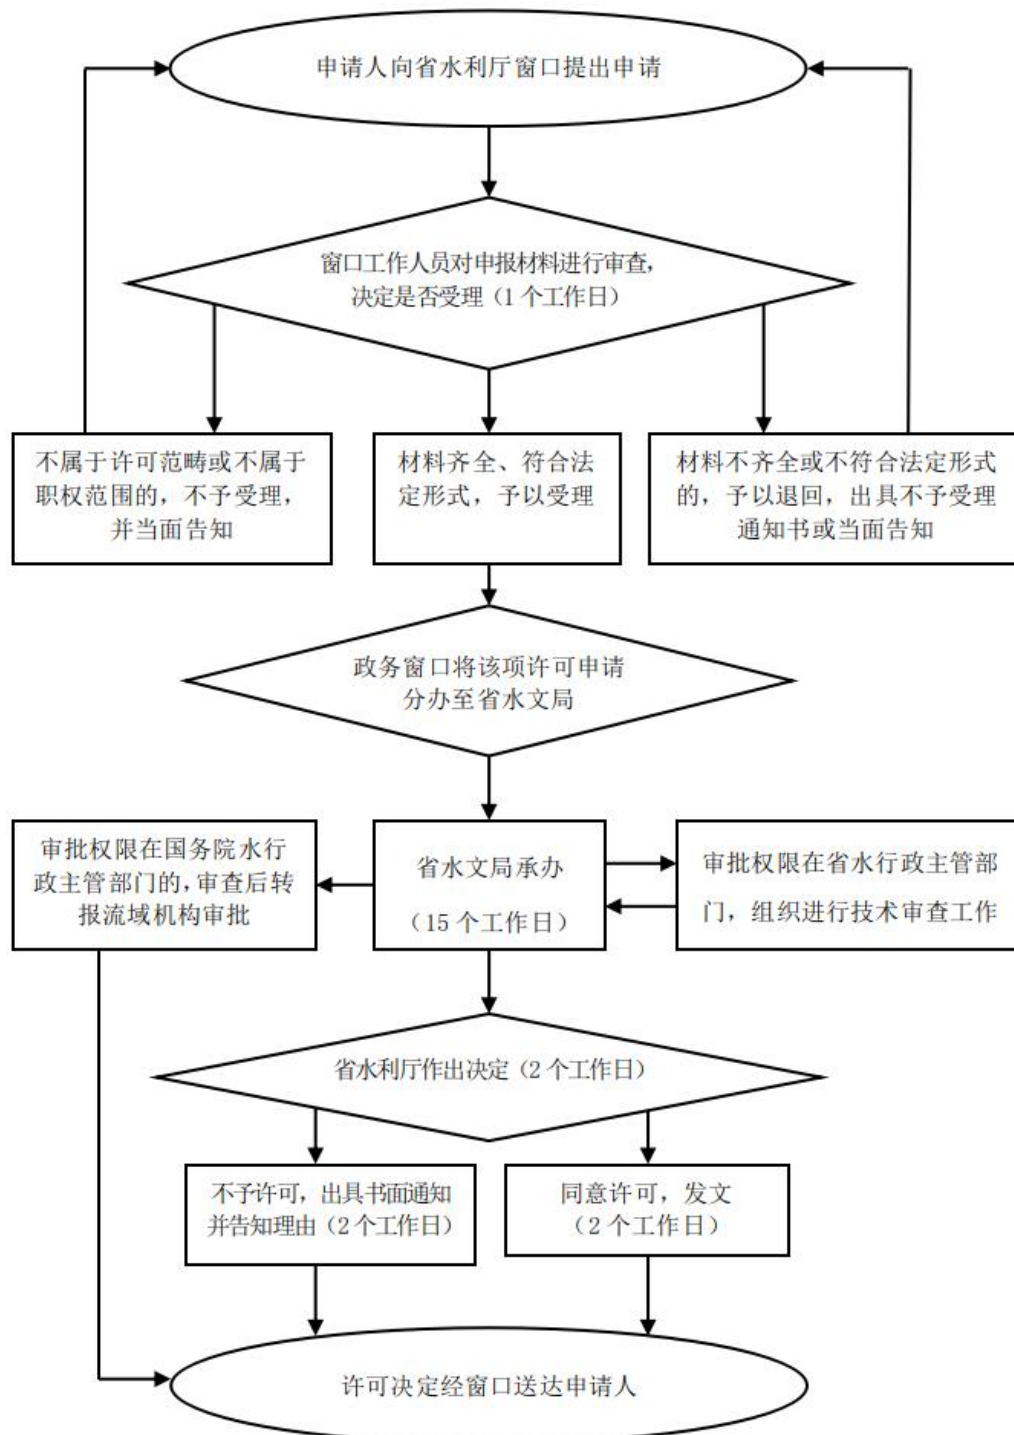 申请人向省水利厅窗口提出申请
窗口工作人员对申报材料进行审查，
决定是否受理（1 个工作日）
不属于许可范畴或不属于
职权范围的，不予受理，
并当面告知
材料齐全、符合法
定形式，予以受理
材料不齐全或不符合法定形式
的，予以退回，出具不予受理
通知书或当面告知
政务窗口将该项许可申请
分办至省水文局
审批权限在国务院水行
政主管部门的，审查后转
报流域机构审批
省水文局承办
（15 个工作日）
审批权限在省水行政主管部
门，组织进行技术审查工作
省水利厅作出决定（2 个工作日）
不予许可，出具书面通知
并告知理由（2 个工作日）
同意许可，发文
（2 个工作日）
许可决定经窗口送达申请人